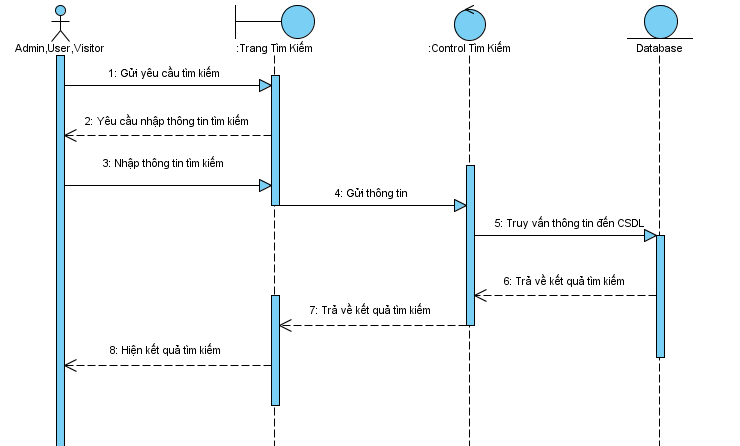 Admin,User,Visitor
:Trang Tìm Kiếm
:Control Tìm Kiếm
Database
1: Gửi yêu cầu tìm kiếm
2: Yêu cầu nhập thông tin tìm kiếm
3: Nhập thông tin tìm kiếm
4: Gửi thông tin
5: Truy vấn thông tin đến CSDL
6: Trả về kết quả tìm kiếm
7: Trả về kết quả tìm kiếm
8: Hiện kết quả tìm kiếm